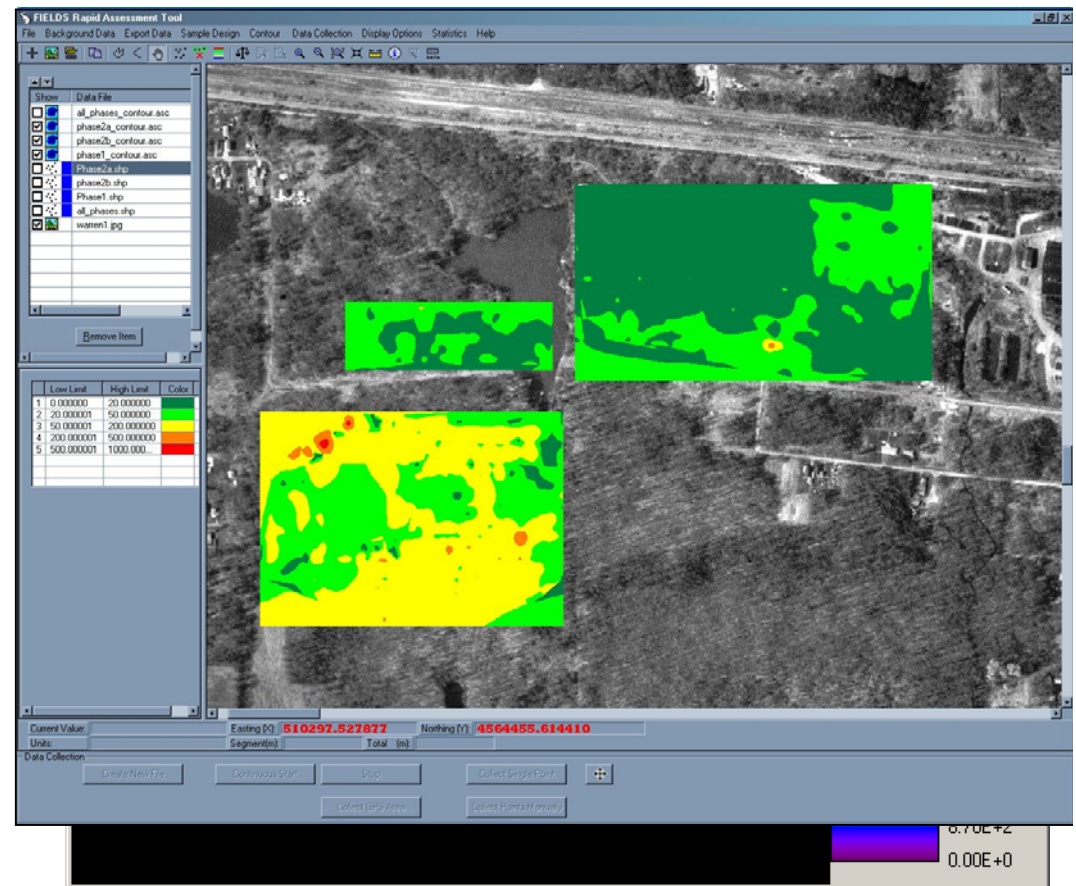 FIELDS Rapid Assessment Tool
File Background Data Export Data Sample Design Contour Data Collection Display Options Statistics Help
Show Data File
all_phases_contour.asc
phase2a_contour.asc
phase2b_contour.asc
phase1_contour.asc
Phase2a.shp
phase2b.shp
Phase1.shp
all_phases.shp
warren1.jpg
Remove Item
Low Limit High Limit Color
1 0.000000 20.000000
2 20.000001 50.000000
3 50.000001 200.000000
4 200.000001 500.000000
5 500.000001 1000.000...
Current Value: Easting (X): 510297.527877 Northing (Y): 4564455.614410
Units: Segment(m): Total (m):
Data Collection
Create New File Continuous Start Stop Collect Single Point
Collect GPS Area Collect Points Manually
8.70E+2
0.00E+0